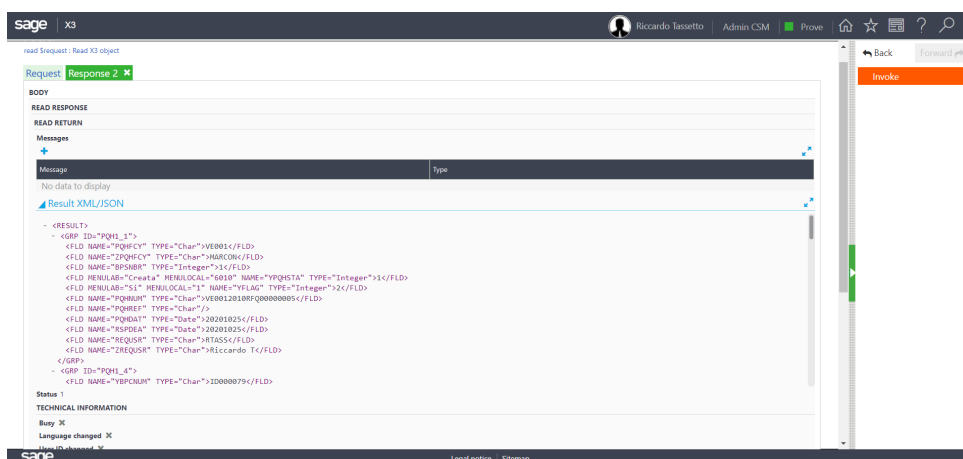 sage X3 Riccardo Tassetto Admin CSM Prove
read $request : Read X3 object
Back Forward
Request Response 2 ×
Invoke
BODY
READ RESPONSE
READ RETURN
Messages
+
Message Type
No data to display
Result XML/JSON
- <RESULT>
- <GRP ID="PQH1_1">
<FLD NAME="PQHFCY" TYPE="Char">VE001</FLD>
<FLD NAME="ZPQHFCY" TYPE="Char">MARCON</FLD>
<FLD NAME="BPSNBR" TYPE="Integer">1</FLD>
<FLD MENULAB="Creata" MENULOCAL="6010" NAME="YPQHSTA" TYPE="Integer">1</FLD>
<FLD MENULAB="Si" MENULOCAL="1" NAME="YFLAG" TYPE="Integer">2</FLD>
<FLD NAME="PQHNUM" TYPE="Char">VE0012010RFQ00000005</FLD>
<FLD NAME="PQHREF" TYPE="Char"/>
<FLD NAME="PQHDAT" TYPE="Date">20201025</FLD>
<FLD NAME="RSPDEA" TYPE="Date">20201025</FLD>
<FLD NAME="REQUSR" TYPE="Char">RTASS</FLD>
<FLD NAME="ZREQUSR" TYPE="Char">Riccardo T</FLD>
</GRP>
- <GRP ID="PQH1_4">
<FLD NAME="YBPCNUM" TYPE="Char">ID000079</FLD>
Status 1
TECHNICAL INFORMATION
Busy
Language changed
User ID changed
sage Legal notice Sitemap